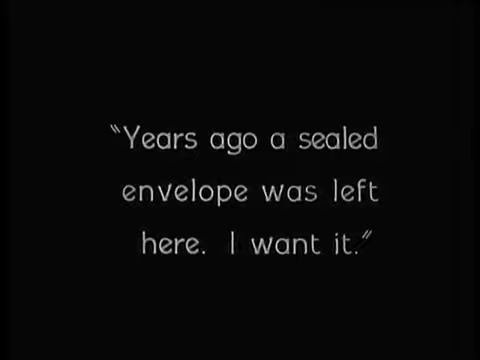 "Years ago a sealed
envelope was left
here. I want it."